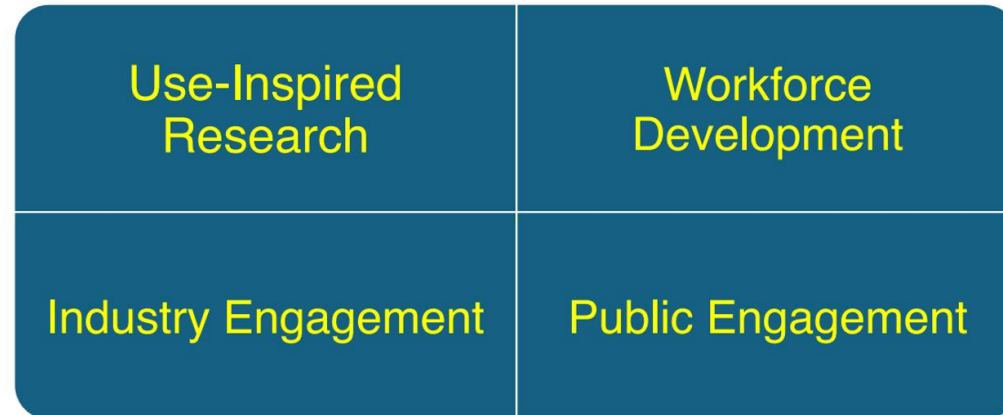 Use-Inspired
Research
Workforce
Development
Industry Engagement
Public Engagement